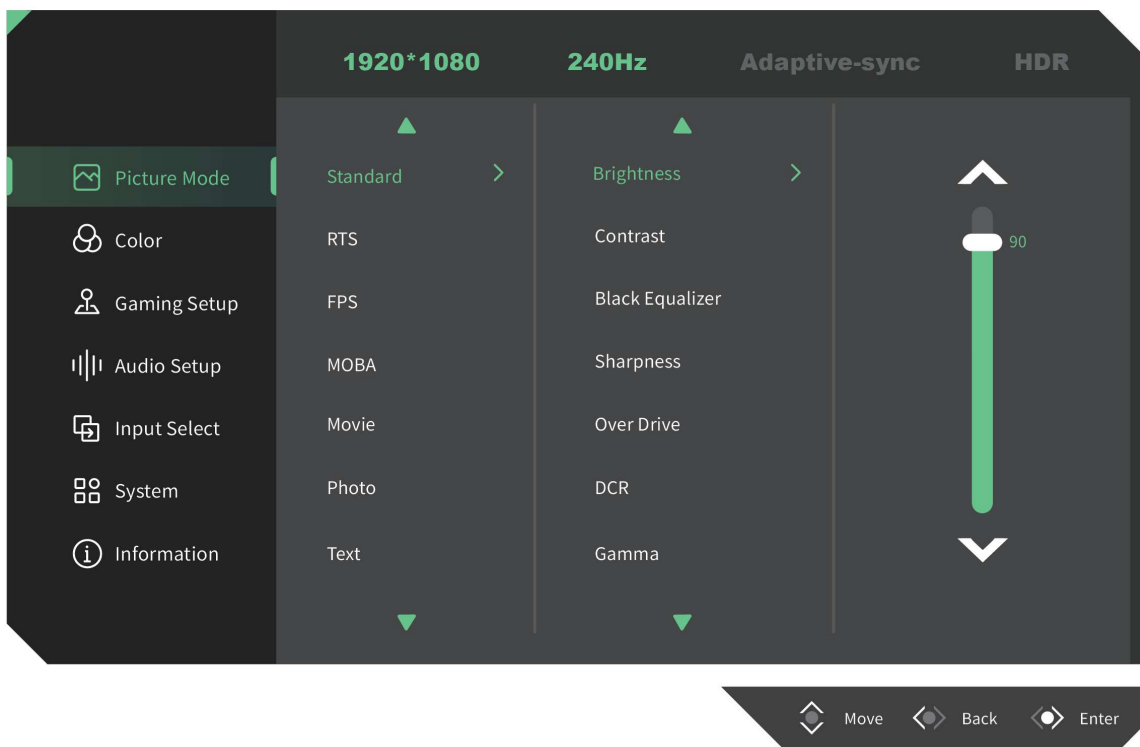 1920*1080 240Hz Adaptive-sync HDR
Picture Mode
Color
Gaming Setup
Audio Setup
Input Select
System
Information
Standard
RTS
FPS
MOBA
Movie
Photo
Text
Brightness
Contrast
Black Equalizer
Sharpness
Over Drive
DCR
Gamma
90
Move Back Enter